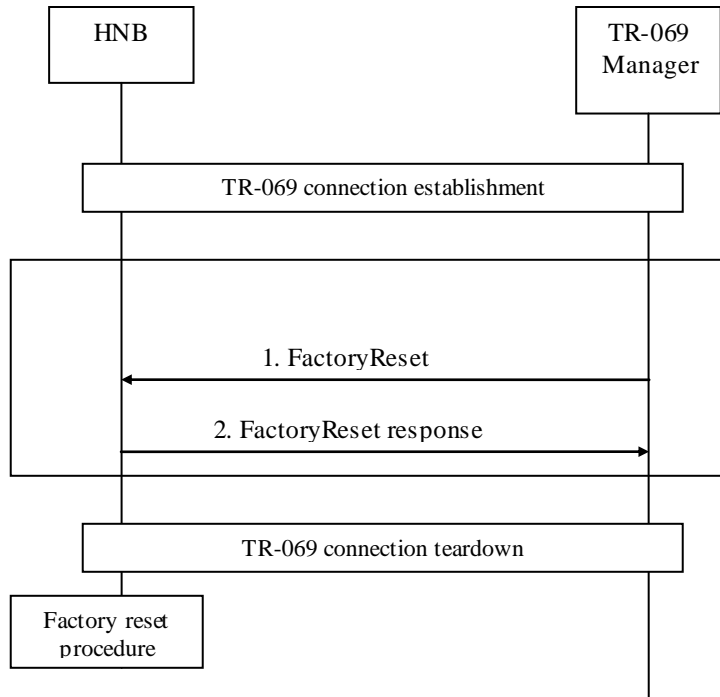 HNB
TR-069
Manager
TR-069 connection establishment
1. FactoryReset
2. FactoryReset response
TR-069 connection teardown
Factory reset
procedure